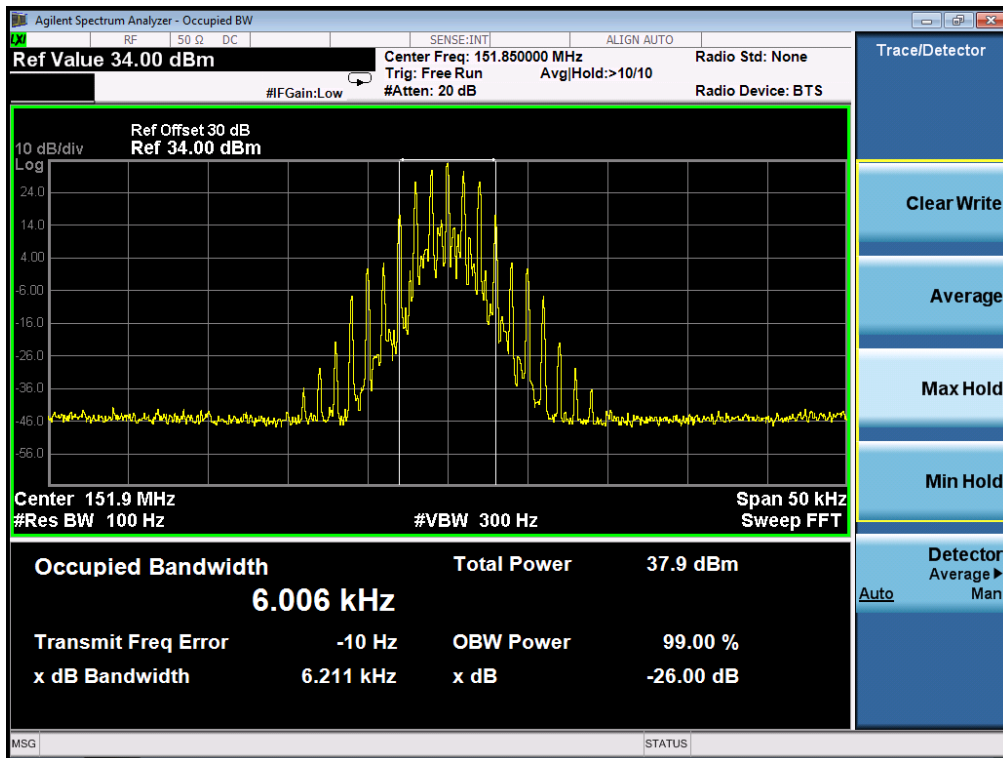 Agilent Spectrum Analyzer - Occupied BW
LXI RF 50 Ω DC SENSE:INT ALIGN AUTO
Ref Value 34.00 dBm
Center Freq: 151.850000 MHz
Radio Std: None
Trig: Free Run
Avg|Hold:>10/10
#IFGain:Low
#Atten: 20 dB
Radio Device: BTS
Ref Offset 30 dB
10 dB/div
Ref 34.00 dBm
Log
24.0
14.0
4.00
-6.00
-16.0
-26.0
-36.0
-46.0
-56.0
Center 151.9 MHz
Span 50 kHz
#Res BW 100 Hz
#VBW 300 Hz
Sweep FFT
Occupied Bandwidth
Total Power 37.9 dBm
6.006 kHz
Transmit Freq Error -10 Hz
OBW Power 99.00 %
x dB Bandwidth 6.211 kHz
x dB -26.00 dB
MSG
STATUS
Trace/Detector
Clear Write
Average
Max Hold
Min Hold
Detector
Average
Auto Man